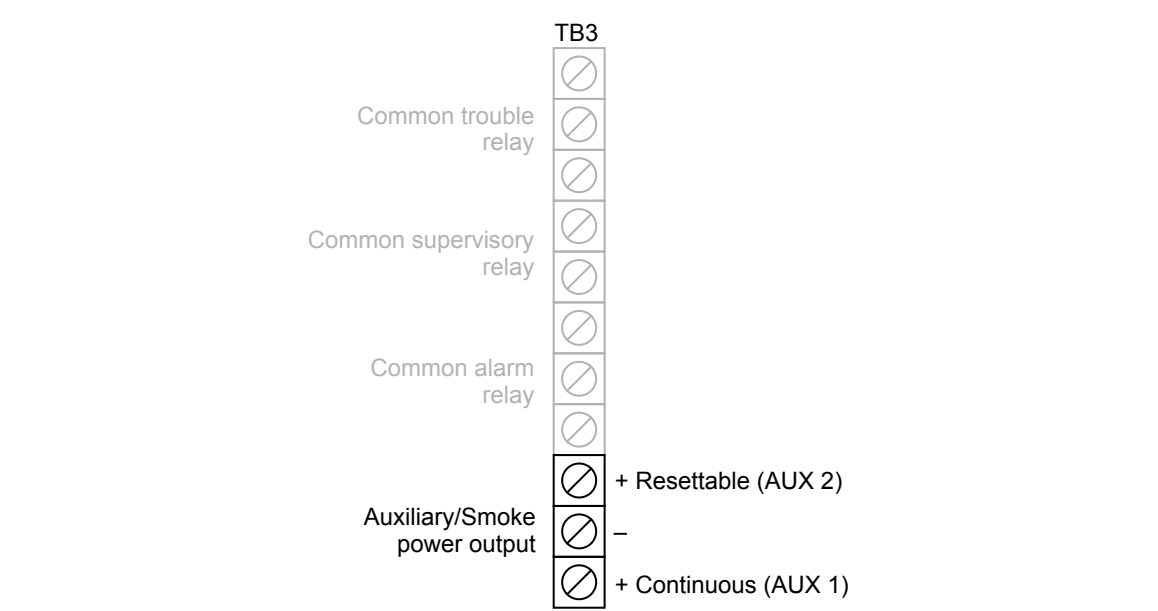 TB3
Common trouble
relay
Common supervisory
relay
Common alarm
relay
+ Resettable (AUX 2)
Auxiliary/Smoke
power output
–
+ Continuous (AUX 1)